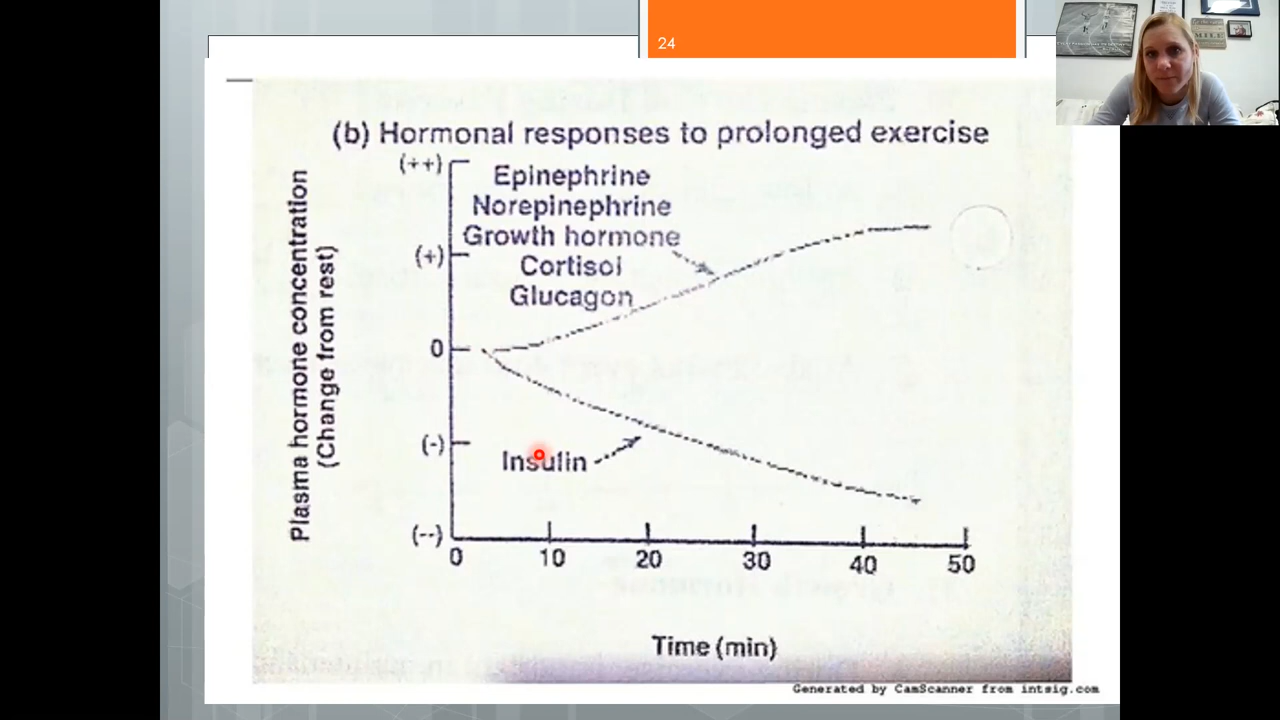 24
(b) Hormonal responses to prolonged exercise
Plasma hormone concentration
(Change from rest)
(++)
(+)
0
(-)
(--)
Epinephrine
Norepinephrine
Growth hormone
Cortisol
Glucagon
Insulin
0 10 20 30 40 50
Time (min)
Generated by CamScanner from intsig.com
MILE